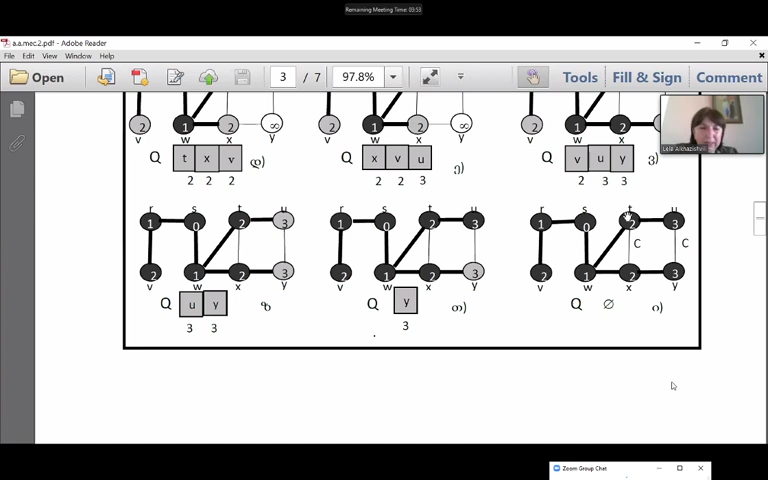 Remaining Meeting Time: 03:53
a.a.mec.2.pdf - Adobe Reader
File Edit View Window Help
Open 3 / 7 97.8% Tools Fill & Sign Comment
2 1 2 ∞ 2 1 2 ∞ 1 2
v w x y v w x y v w x
Lela Alkhazishvili
Q t x v დ) Q x v u ე) Q v u y ვ)
2 2 2 2 2 3 2 3 3
r s t u r s t u r s t u
1 0 2 3 1 0 2 3 1 0 2 3
C C
2 1 2 3 2 1 2 3 2 1 2 3
v w x y v w x y v w x y
Q u y ზ Q y თ) Q ∅ ი)
3 3 3
Zoom Group Chat